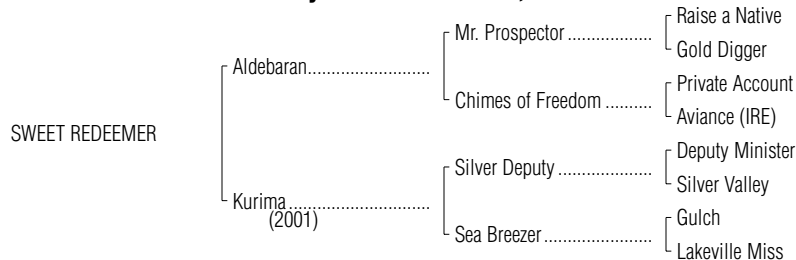 Raise a Native
Mr. Prospector ..................
Gold Digger
Aldebaran..........................
Private Account
Chimes of Freedom ..........
Aviance (IRE)
SWEET REDEEMER
Deputy Minister
Silver Deputy ....................
Silver Valley
Kurima..............................
(2001)
Gulch
Sea Breezer.......................
Lakeville Miss